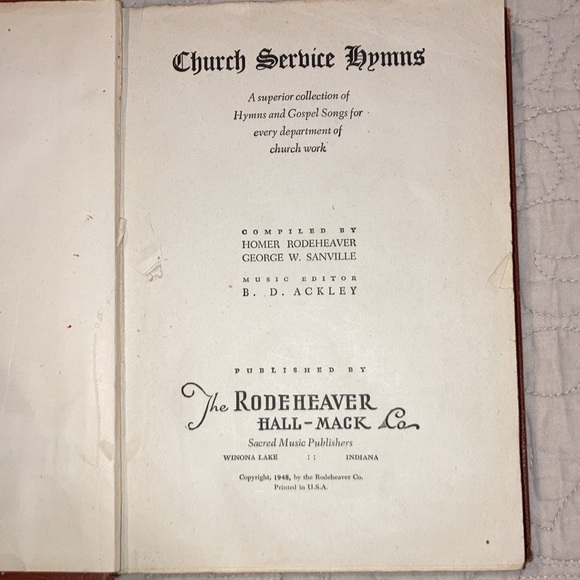 Church Service Hymns
A superior collection of
Hymns and Gospel Songs for
every department of
church work
COMPILED BY
HOMER RODEHEAVER
GEORGE W. SANVILLE
MUSIC EDITOR
B. D. ACKLEY
PUBLISHED BY
The RODEHEAVER
HALL-MACK Co
Sacred Music Publishers
WINONA LAKE :: INDIANA
Copyright, 1948, by the Rodeheaver Co.
Printed in U.S.A.